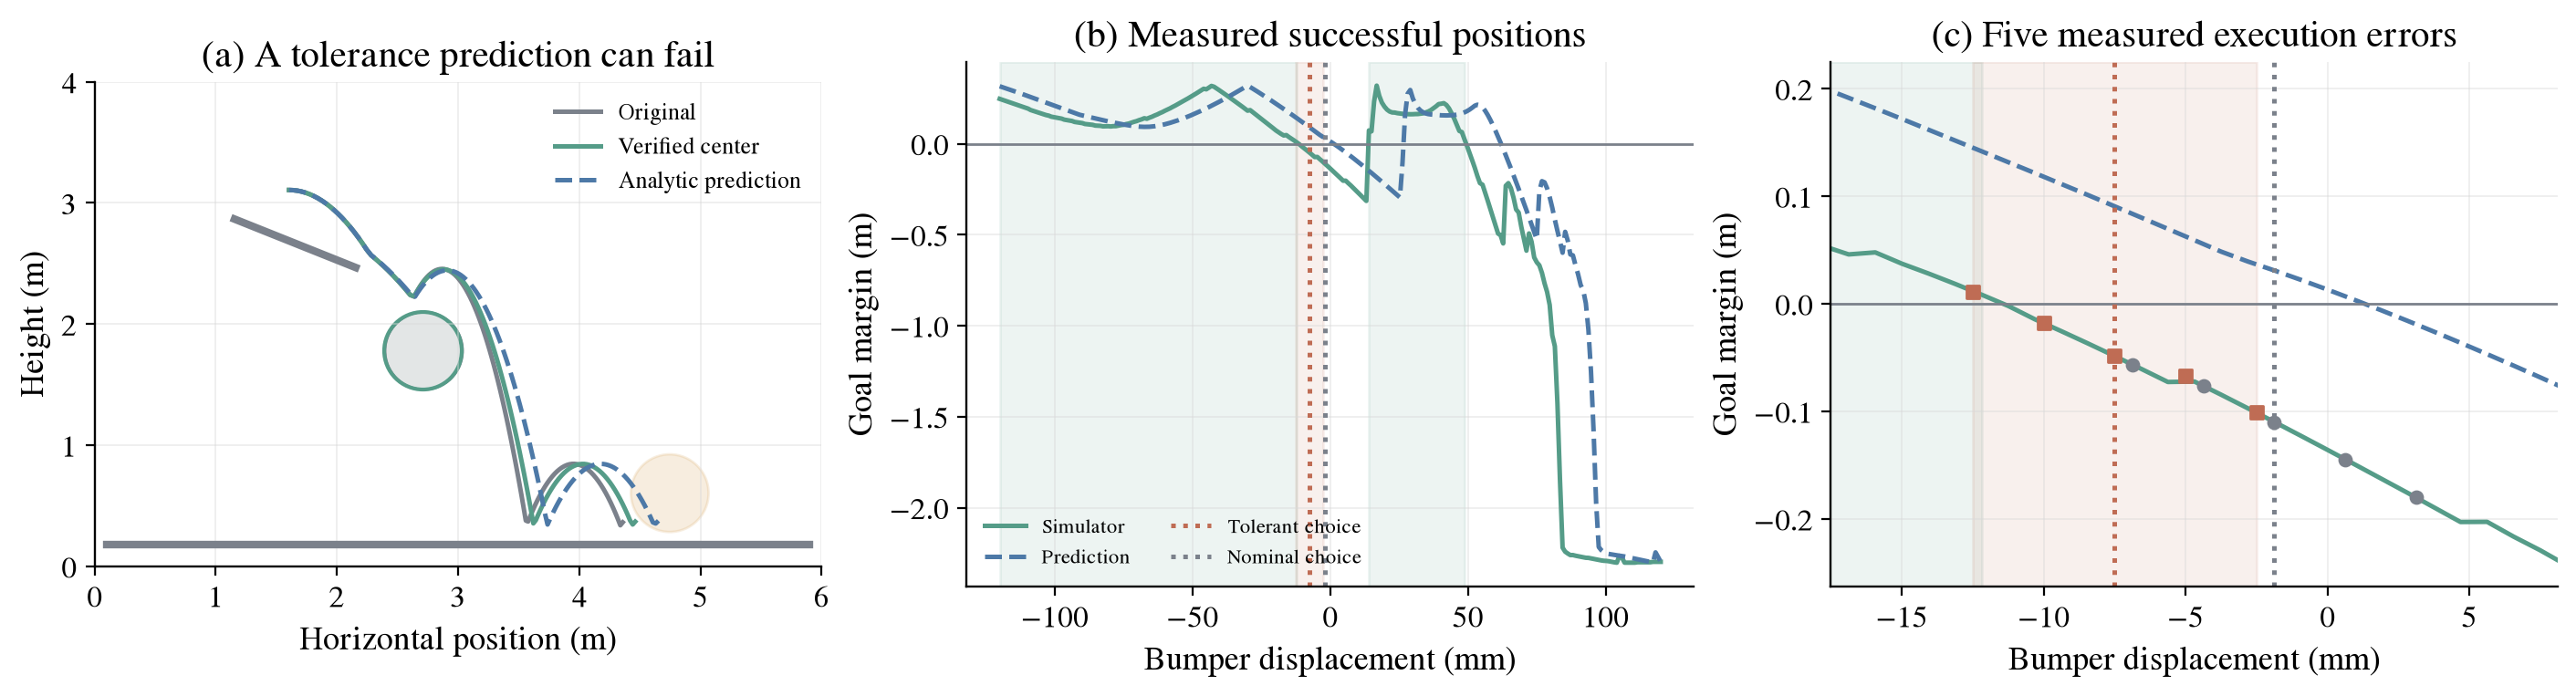 (a) A tolerance prediction can fail
Original
Verified center
Analytic prediction
Height (m)
4
3
2
1
0
0 1 2 3 4 5 6
Horizontal position (m)
(b) Measured successful positions
Goal margin (m)
0.0
−0.5
−1.0
−1.5
−2.0
Simulator
Prediction
Tolerant choice
Nominal choice
−100 −50 0 50 100
Bumper displacement (mm)
(c) Five measured execution errors
Goal margin (m)
0.2
0.1
0.0
−0.1
−0.2
−15 −10 −5 0 5
Bumper displacement (mm)